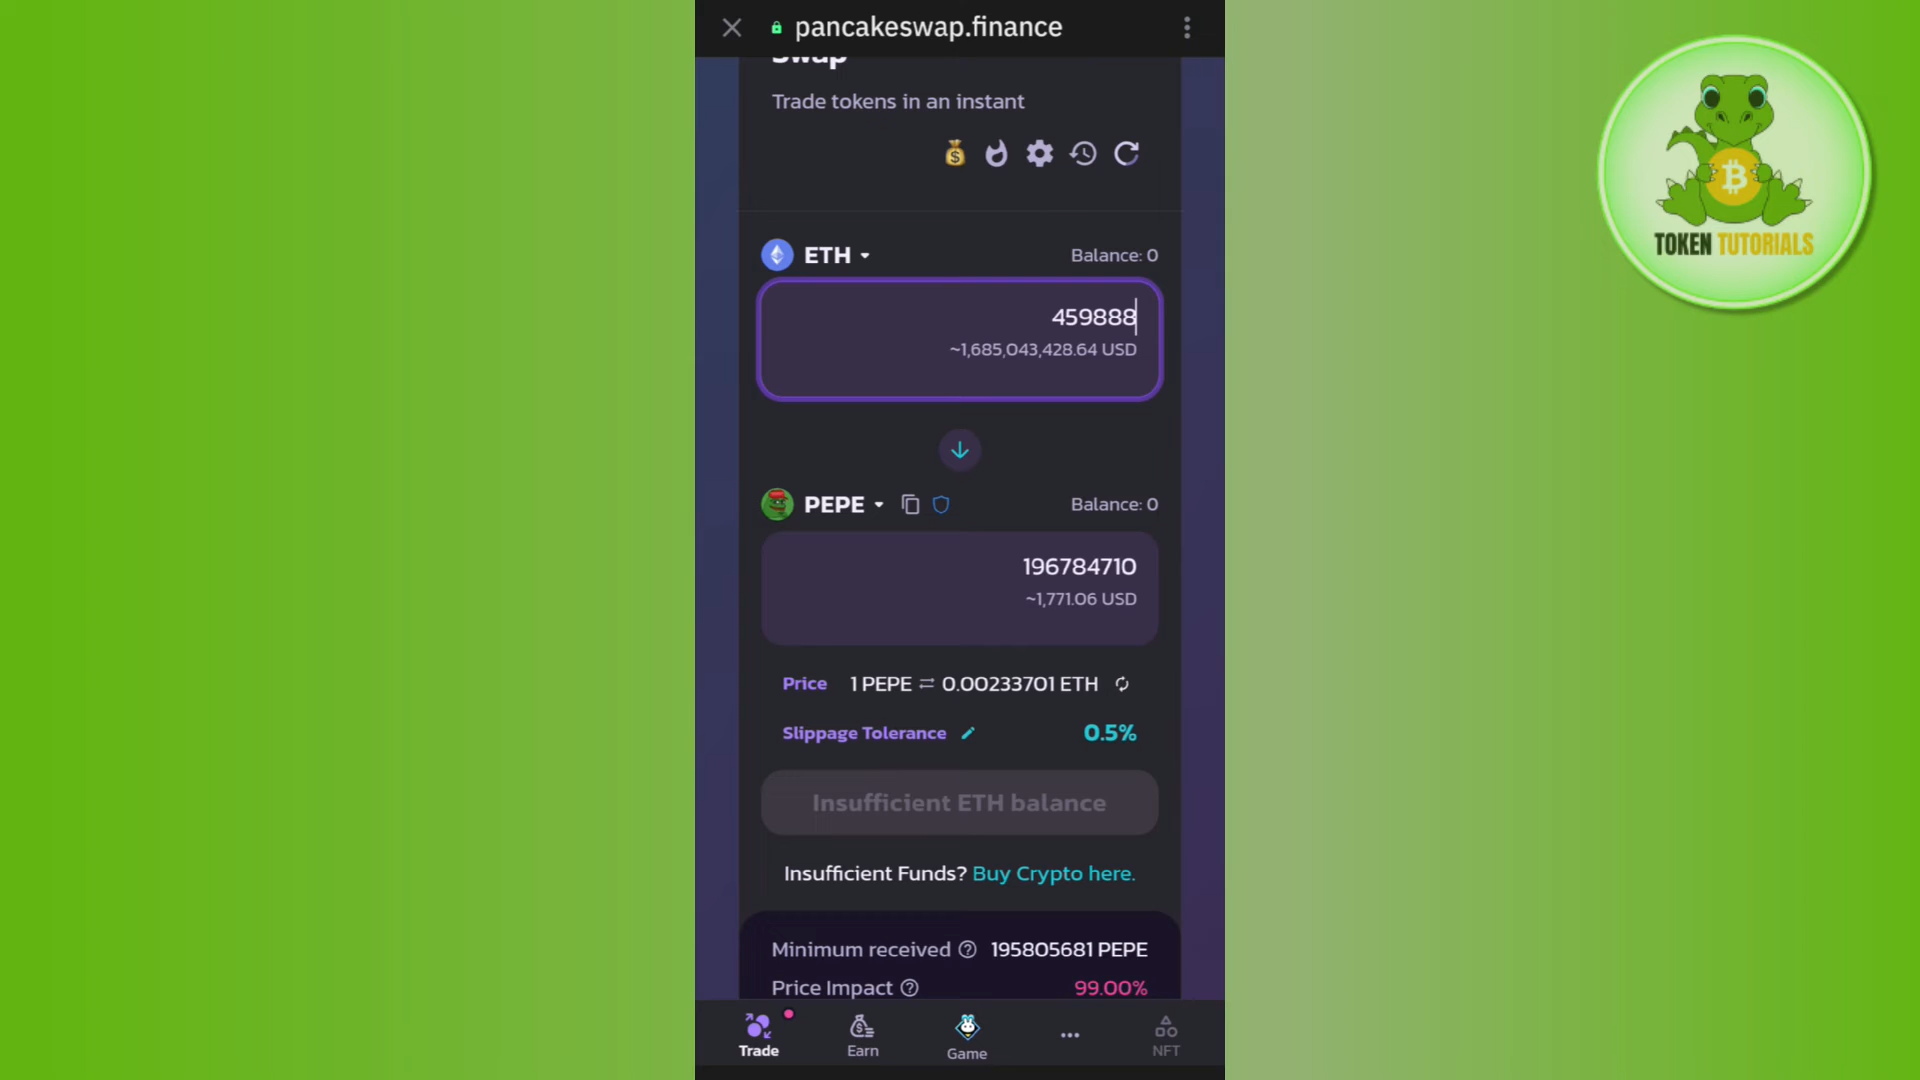 pancakeswap.finance
Swap
Trade tokens in an instant
ETH
Balance: 0
459888
~1,685,043,428.64 USD
PEPE
Balance: 0
196784710
~1,771.06 USD
Price 1 PEPE ⇌ 0.00233701 ETH
Slippage Tolerance 0.5%
Insufficient ETH balance
Insufficient Funds? Buy Crypto here.
Minimum received 195805681 PEPE
Price Impact 99.00%
Trade Earn Game NFT
TOKEN TUTORIALS